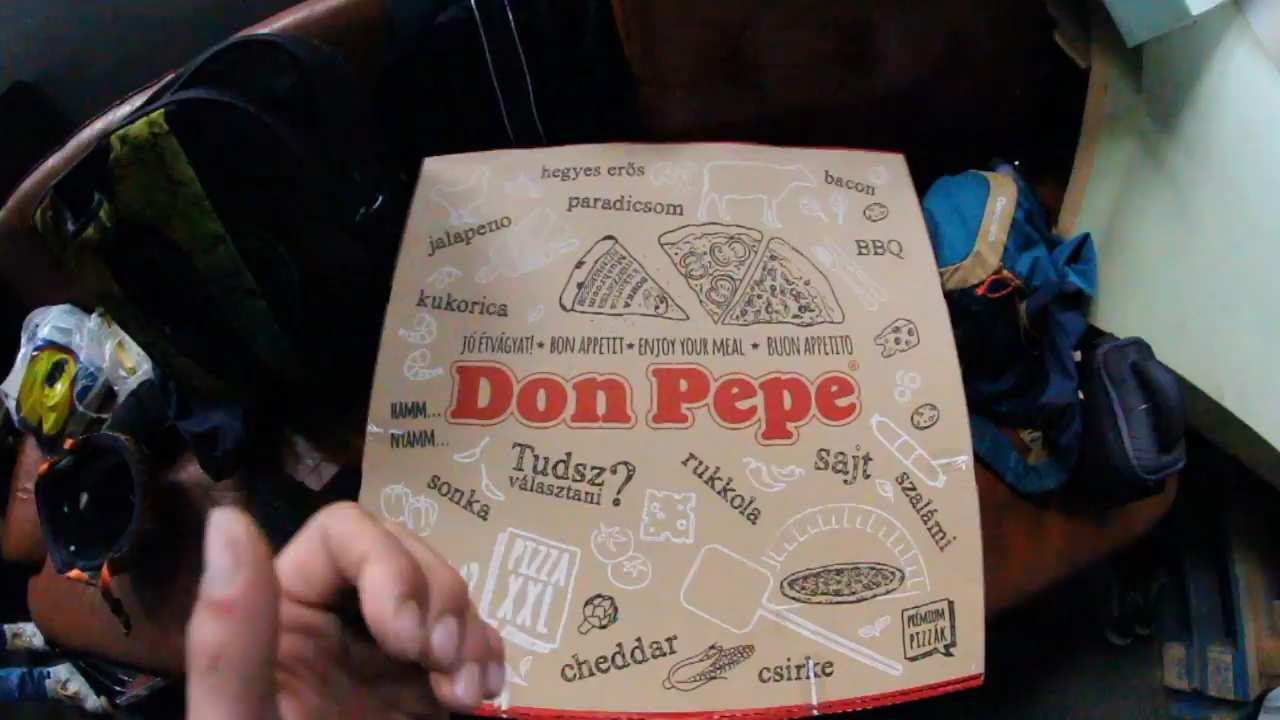 hegyes erős
bacon
paradicsom
jalapeno
BBQ
kukorica
JÓ ÉTVÁGYAT! ★ BON APPETIT ★ ENJOY YOUR MEAL ★ BUON APPETITO
Don Pepe®
HAMM...
NYAMM...
Tudsz
választani?
sajt
rukkola
sonka
szalámi
PIZZA
XXL
PRÉMIUM
PIZZÁK
cheddar
csirke